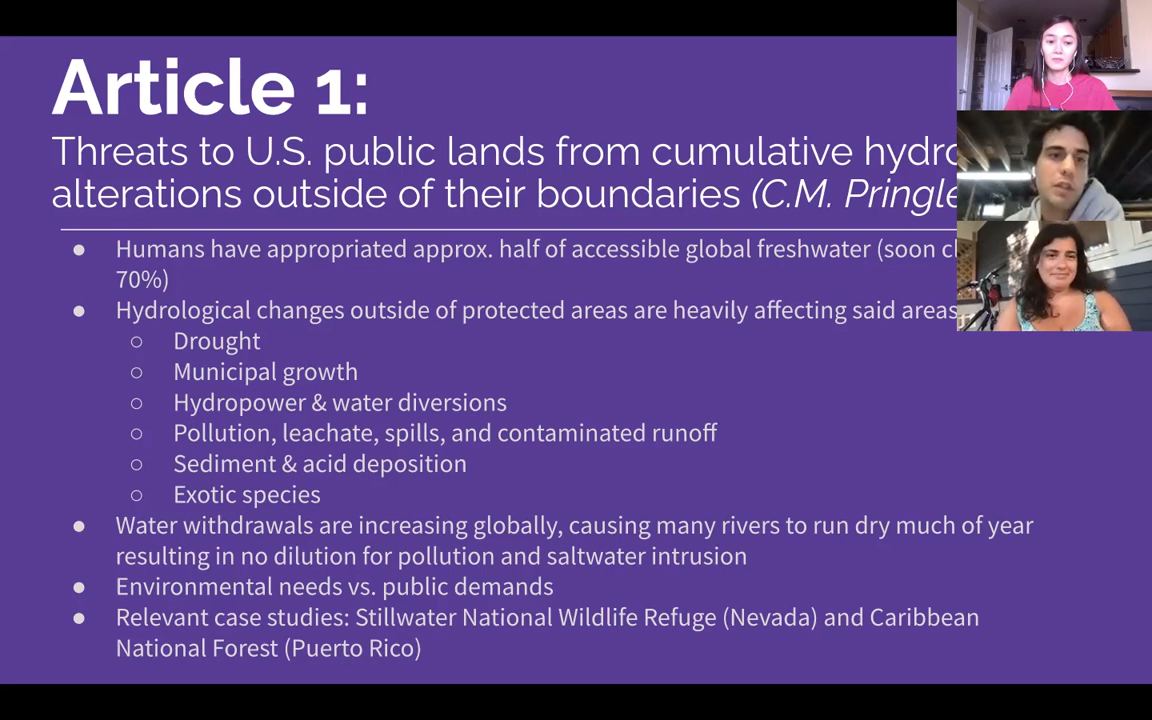 Article 1:
Threats to U.S. public lands from cumulative
alterations outside of their boundaries (C.M. Pringle
● Humans have appropriated approx. half of accessible global freshwater (soon
70%)
● Hydrological changes outside of protected areas are heavily affecting said areas
○ Drought
○ Municipal growth
○ Hydropower & water diversions
○ Pollution, leachate, spills, and contaminated runoff
○ Sediment & acid deposition
○ Exotic species
● Water withdrawals are increasing globally, causing many rivers to run dry much of year
resulting in no dilution for pollution and saltwater intrusion
● Environmental needs vs. public demands
● Relevant case studies: Stillwater National Wildlife Refuge (Nevada) and Caribbean
National Forest (Puerto Rico)